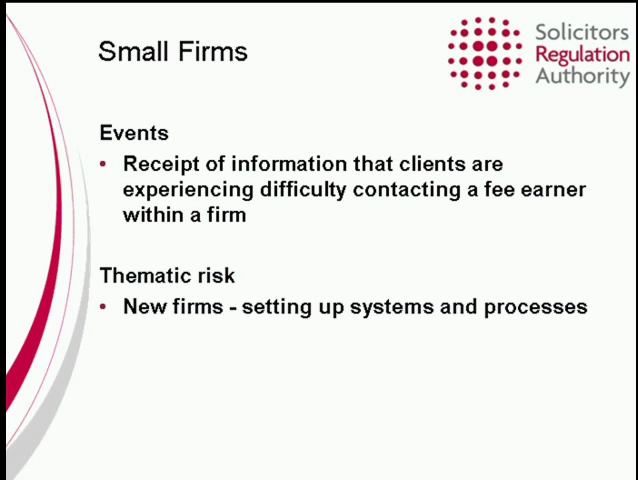 Small Firms
Solicitors
Regulation
Authority
Events
• Receipt of information that clients are
experiencing difficulty contacting a fee earner
within a firm
Thematic risk
• New firms - setting up systems and processes